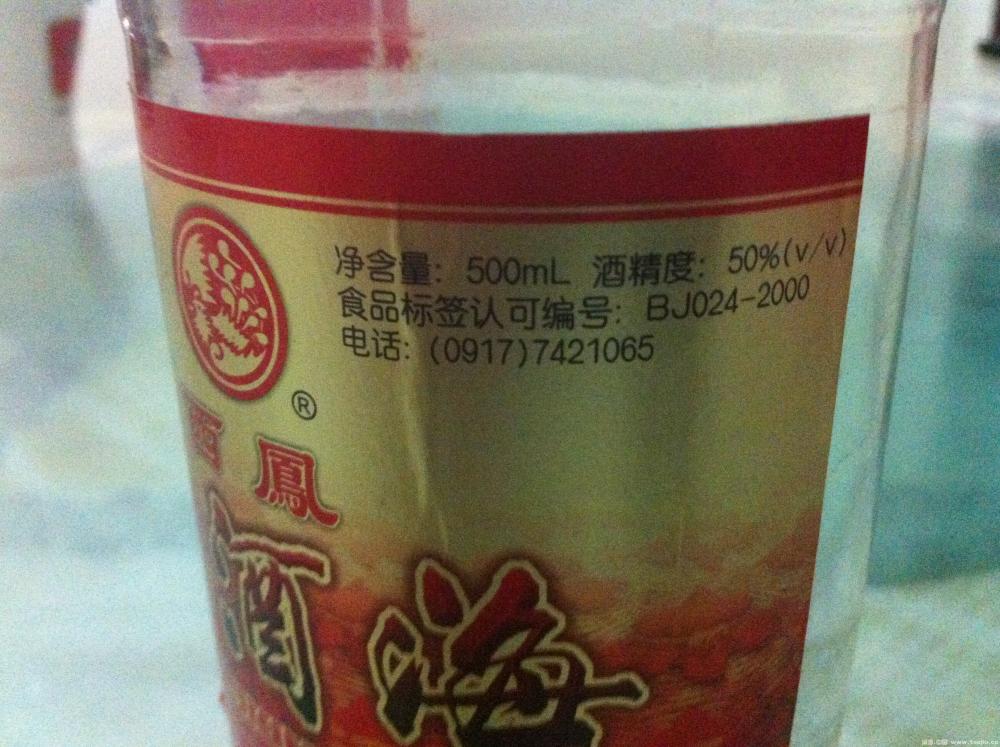 净含量：500mL 酒精度：50%(v/v)
食品标签认可编号：BJ024-2000
电话：(0917)7421065
®
西鳳
酒海